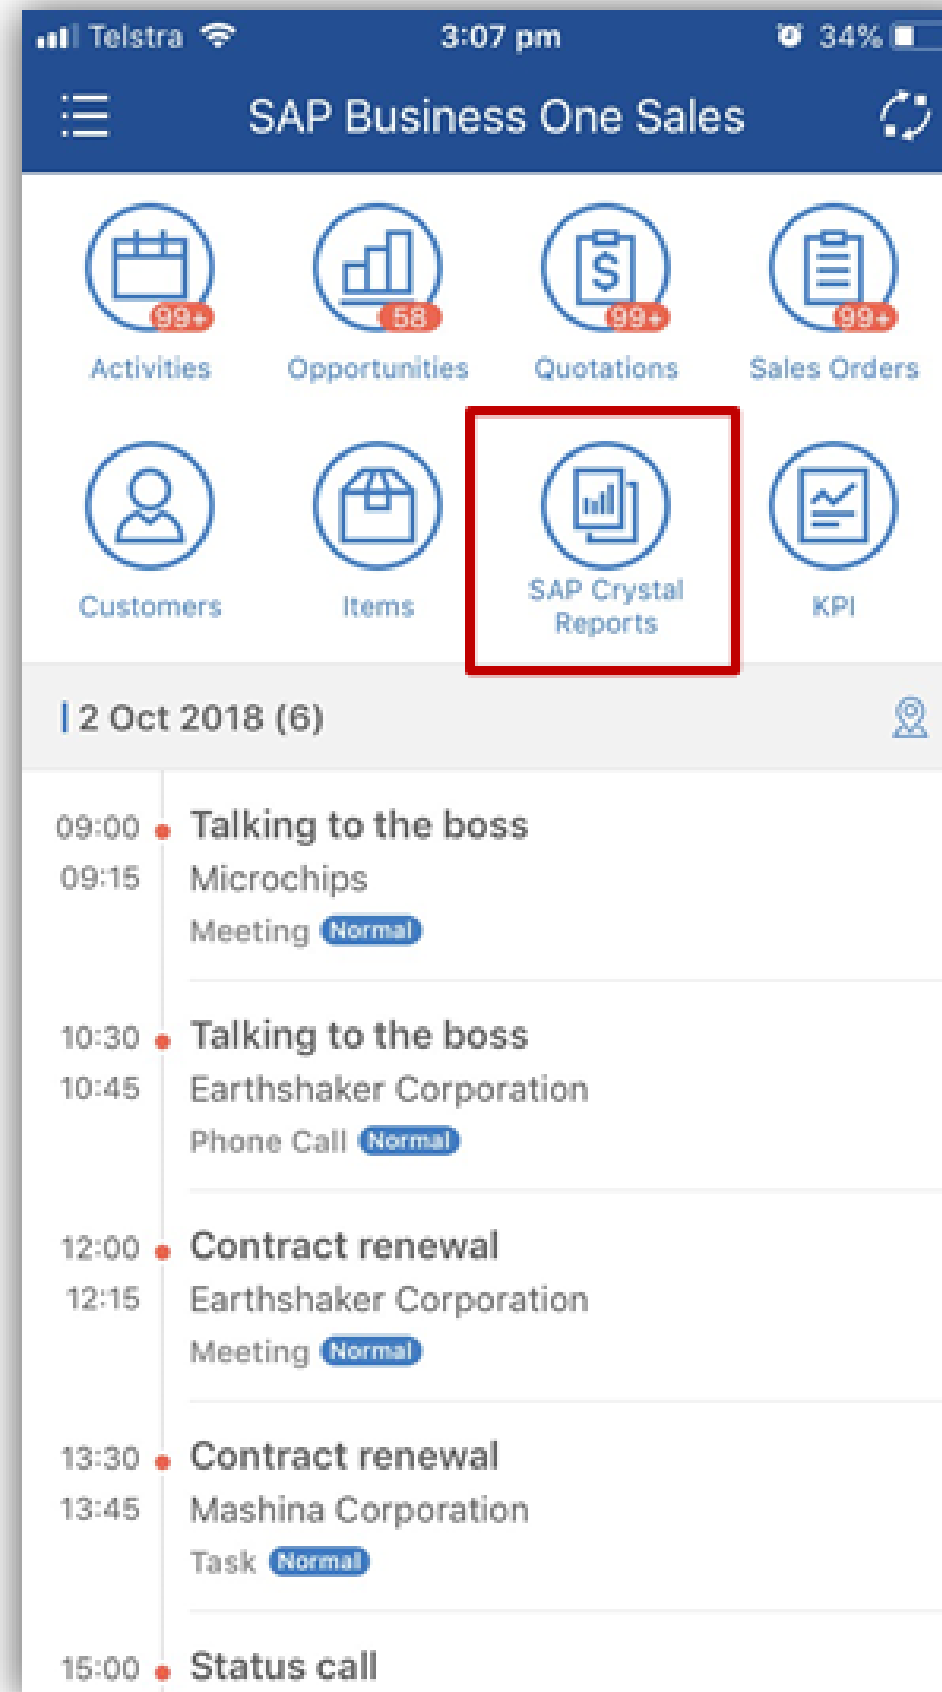 Telstra 3:07 pm 34%
SAP Business One Sales
99+ 58 99+ 99+
Activities Opportunities Quotations Sales Orders
Customers Items SAP Crystal Reports KPI
2 Oct 2018 (6)
09:00 Talking to the boss
09:15 Microchips
Meeting Normal
10:30 Talking to the boss
10:45 Earthshaker Corporation
Phone Call Normal
12:00 Contract renewal
12:15 Earthshaker Corporation
Meeting Normal
13:30 Contract renewal
13:45 Mashina Corporation
Task Normal
15:00 Status call